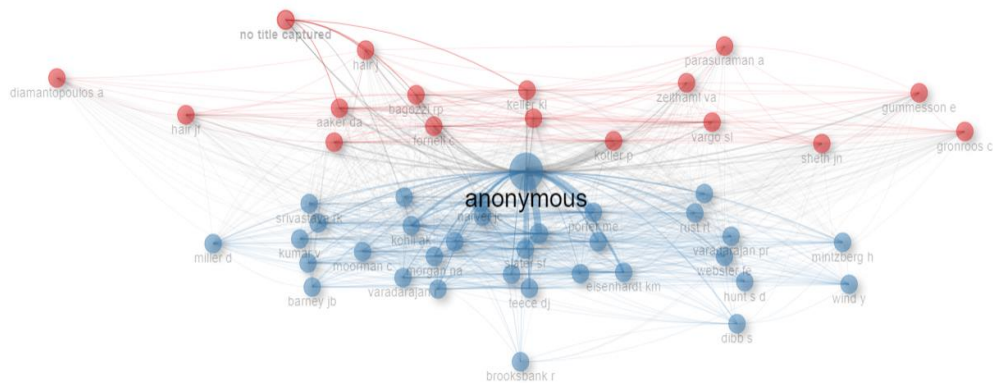 no title captured
hair j
parasuraman a
diamantopoulos a
zeithaml va
bagozzi rp
keller kl
gummesson e
hair jf
aaker da
fornell c
vargo sl
kotler p
sheth jn
gronroos c
anonymous
srivastava rk
narver jc
porter me
rust rt
kohli ak
miller d
kumar v
moorman c
morgan na
slater sf
varadarajan pr
webster fe
mintzberg h
barney jb
varadarajan
teece dj
eisenhardt km
hunt s d
wind y
dibb s
brooksbank r